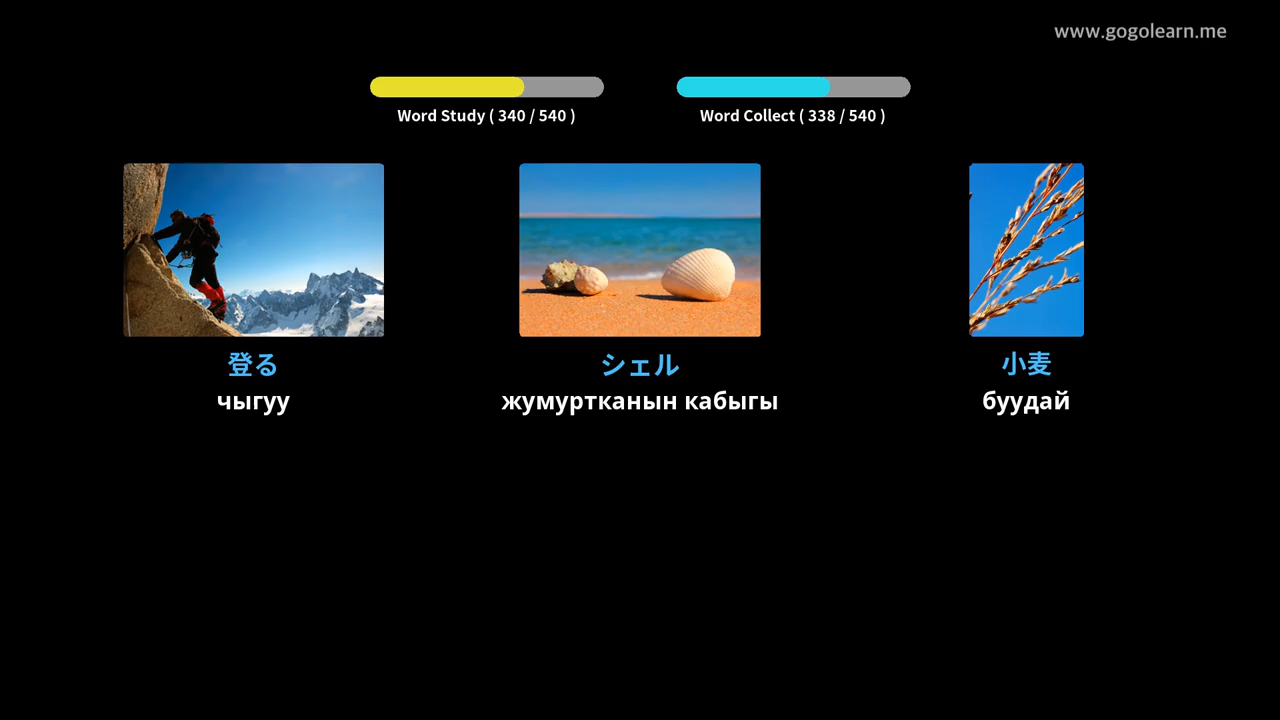 www.gogolearn.me
Word Study ( 340 / 540 )
Word Collect ( 338 / 540 )
登る
чыгуу
シェル
жумуртканын кабыгы
小麦
буудай